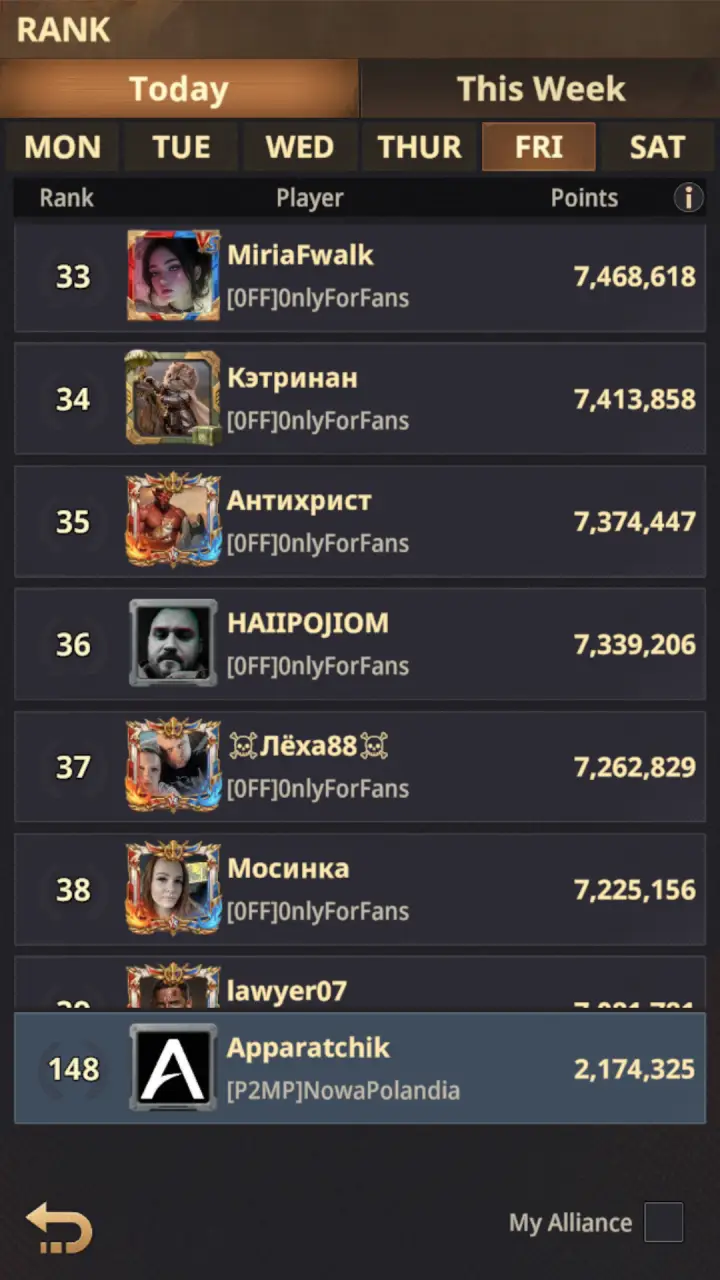 RANK
Today
This Week
MON TUE WED THUR FRI SAT
Rank Player Points i
33 MiriaFwalk 7,468,618
[0FF]0nlyForFans
34 Кэтринан 7,413,858
[0FF]0nlyForFans
35 Антихрист 7,374,447
[0FF]0nlyForFans
36 HAIIPOJIOM 7,339,206
[0FF]0nlyForFans
37 ☠Лёха88☠ 7,262,829
[0FF]0nlyForFans
38 Мосинка 7,225,156
[0FF]0nlyForFans
lawyer07
148 Apparatchik 2,174,325
[P2MP]NowaPolandia
My Alliance